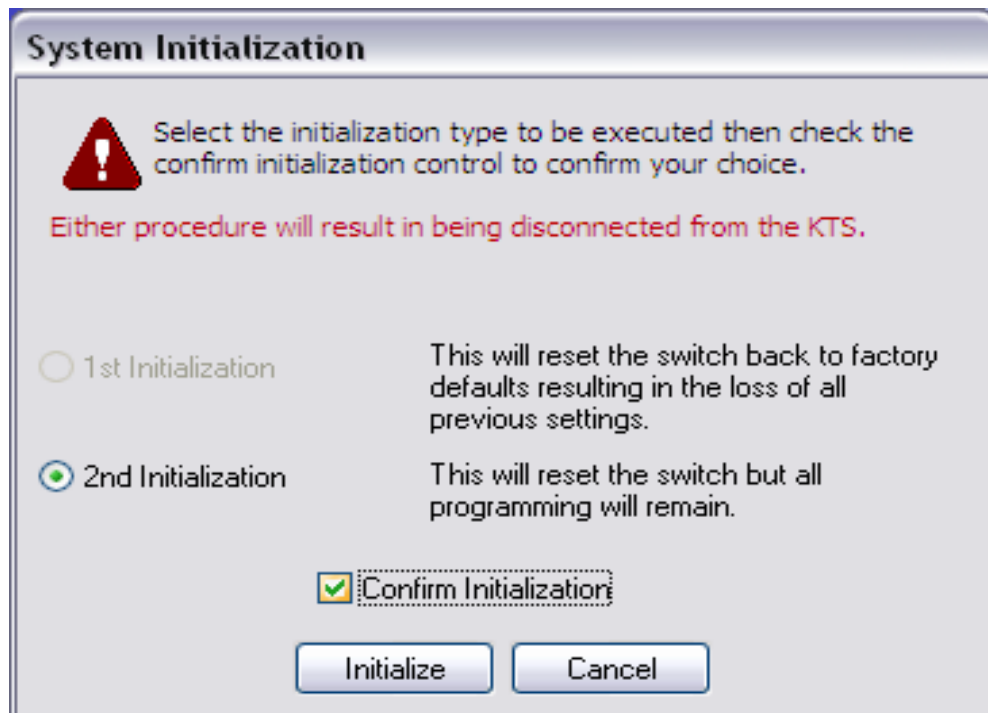 System Initialization
Select the initialization type to be executed then check the
confirm initialization control to confirm your choice.
Either procedure will result in being disconnected from the KTS.
1st Initialization
This will reset the switch back to factory
defaults resulting in the loss of all
previous settings.
2nd Initialization
This will reset the switch but all
programming will remain.
Confirm Initialization
Initialize
Cancel